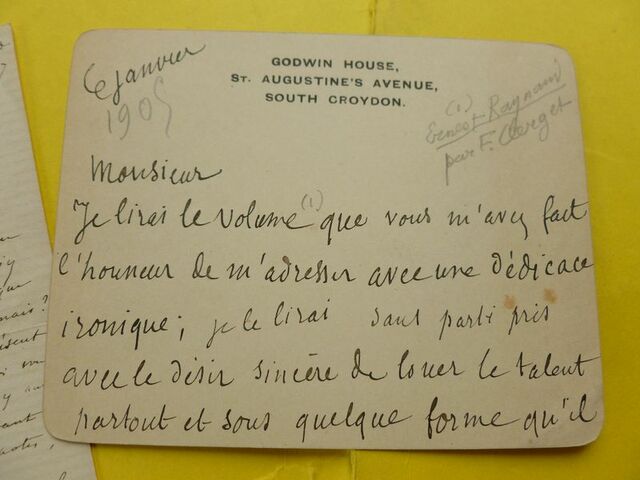 GODWIN HOUSE,
ST. AUGUSTINE'S AVENUE,
SOUTH CROYDON.
6 janvier
1905
(1)
Ernest Raynaud
par F. Clerget
Monsieur
Je lirai le volume (1) que vous m'avez fait
l'honneur de m'adresser avec une dédicace
ironique; je le lirai sans parti pris
avec le désir sincère de louer le talent
partout et sous quelque forme qu'il
mais?